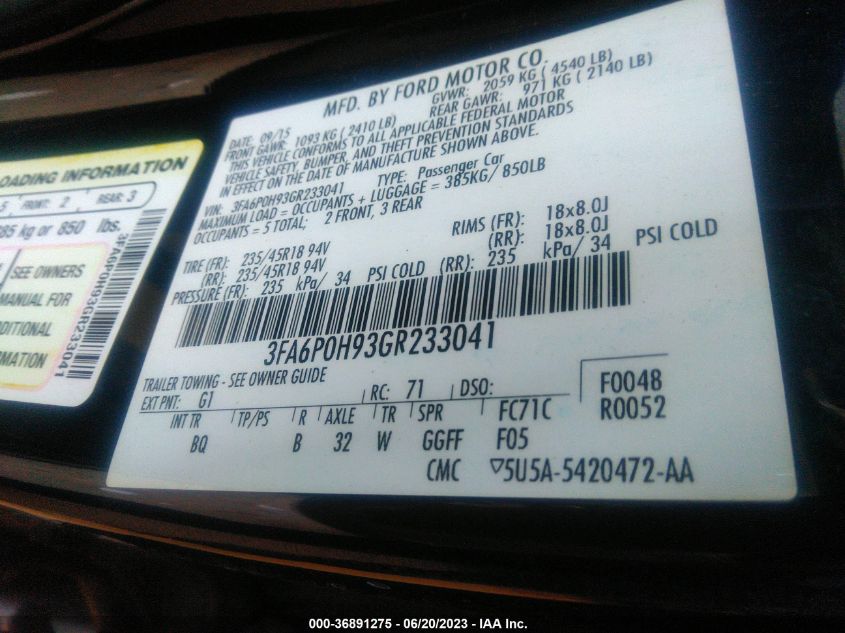 OADING INFORMATION
5 FRONT: 2 REAR: 3
385 kg or 850 lbs.
SEE OWNERS
MANUAL FOR
DITIONAL
FORMATION
3FA6P0H93GR233041
MFD. BY FORD MOTOR CO.
DATE: 09/15 GVWR: 2059 KG ( 4540 LB)
FRONT GAWR: 1093 KG ( 2410 LB) REAR GAWR: 971 KG ( 2140 LB)
THIS VEHICLE CONFORMS TO ALL APPLICABLE FEDERAL MOTOR
VEHICLE SAFETY, BUMPER, AND THEFT PREVENTION STANDARDS
IN EFFECT ON THE DATE OF MANUFACTURE SHOWN ABOVE.
VIN: 3FA6P0H93GR233041 TYPE: Passenger Car
MAXIMUM LOAD = OCCUPANTS + LUGGAGE = 385KG/ 850LB
OCCUPANTS = 5 TOTAL; 2 FRONT, 3 REAR
TIRE (FR): 235/45R18 94V RIMS (FR): 18x8.0J
(RR): 235/45R18 94V (RR): 18x8.0J
PRESSURE (FR): 235 kPa/ 34 PSI COLD (RR): 235 kPa/ 34 PSI COLD
3FA6P0H93GR233041
TRAILER TOWING - SEE OWNER GUIDE
EXT PNT: G1 RC: 71 DSO: F0048
INT TR TP/PS R AXLE TR SPR FC71C R0052
BQ B 32 W GGFF F05
CMC ▽5U5A-5420472-AA
000-36891275 - 06/20/2023 - IAA Inc.